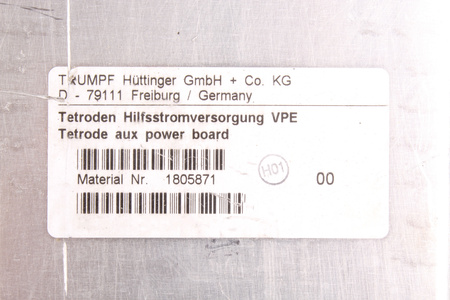 TRUMPF Hüttinger GmbH + Co. KG
D - 79111 Freiburg / Germany
Tetroden Hilfsstromversorgung VPE
Tetrode aux power board
Material Nr. 1805871
H01
00